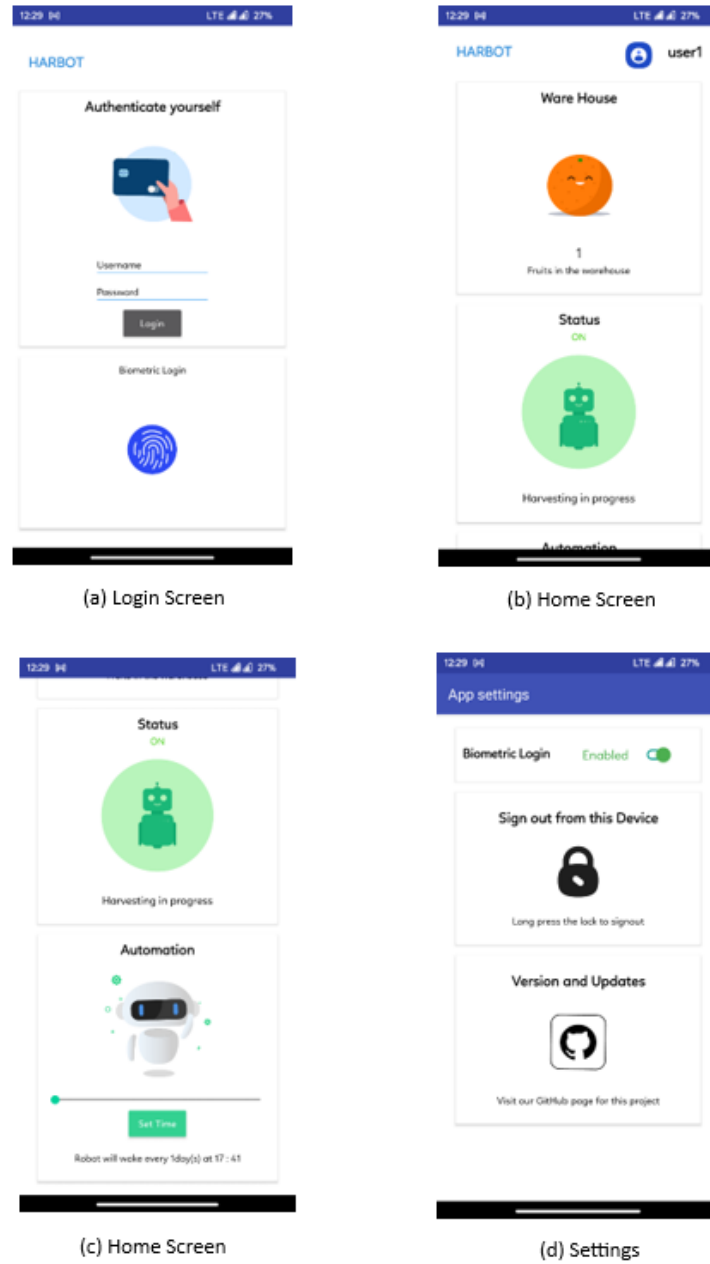 12:29 LTE 27%
HARBOT
Authenticate yourself
Username
Password
Login
Biometric Login
(a) Login Screen
12:29 LTE 27%
HARBOT user1
Ware House
1
Fruits in the warehouse
Status
ON
Harvesting in progress
Automation
(b) Home Screen
12:29 LTE 27%
Fruits in the warehouse
Status
ON
Harvesting in progress
Automation
Set Time
Robot will wake every 1day(s) at 17 : 41
(c) Home Screen
12:29 LTE 27%
App settings
Biometric Login Enabled
Sign out from this Device
Long press the lock to signout
Version and Updates
Visit our GitHub page for this project
(d) Settings